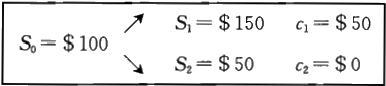 S₁ = $ 150 c₁ = $ 50
S₀ = $ 100
S₂ = $ 50 c₂ = $ 0